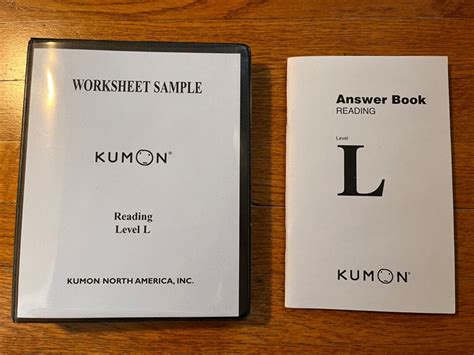 WORKSHEET SAMPLE
KUMON®
Reading
Level L
KUMON NORTH AMERICA, INC.
Answer Book
READING
Level
L
KUMON®